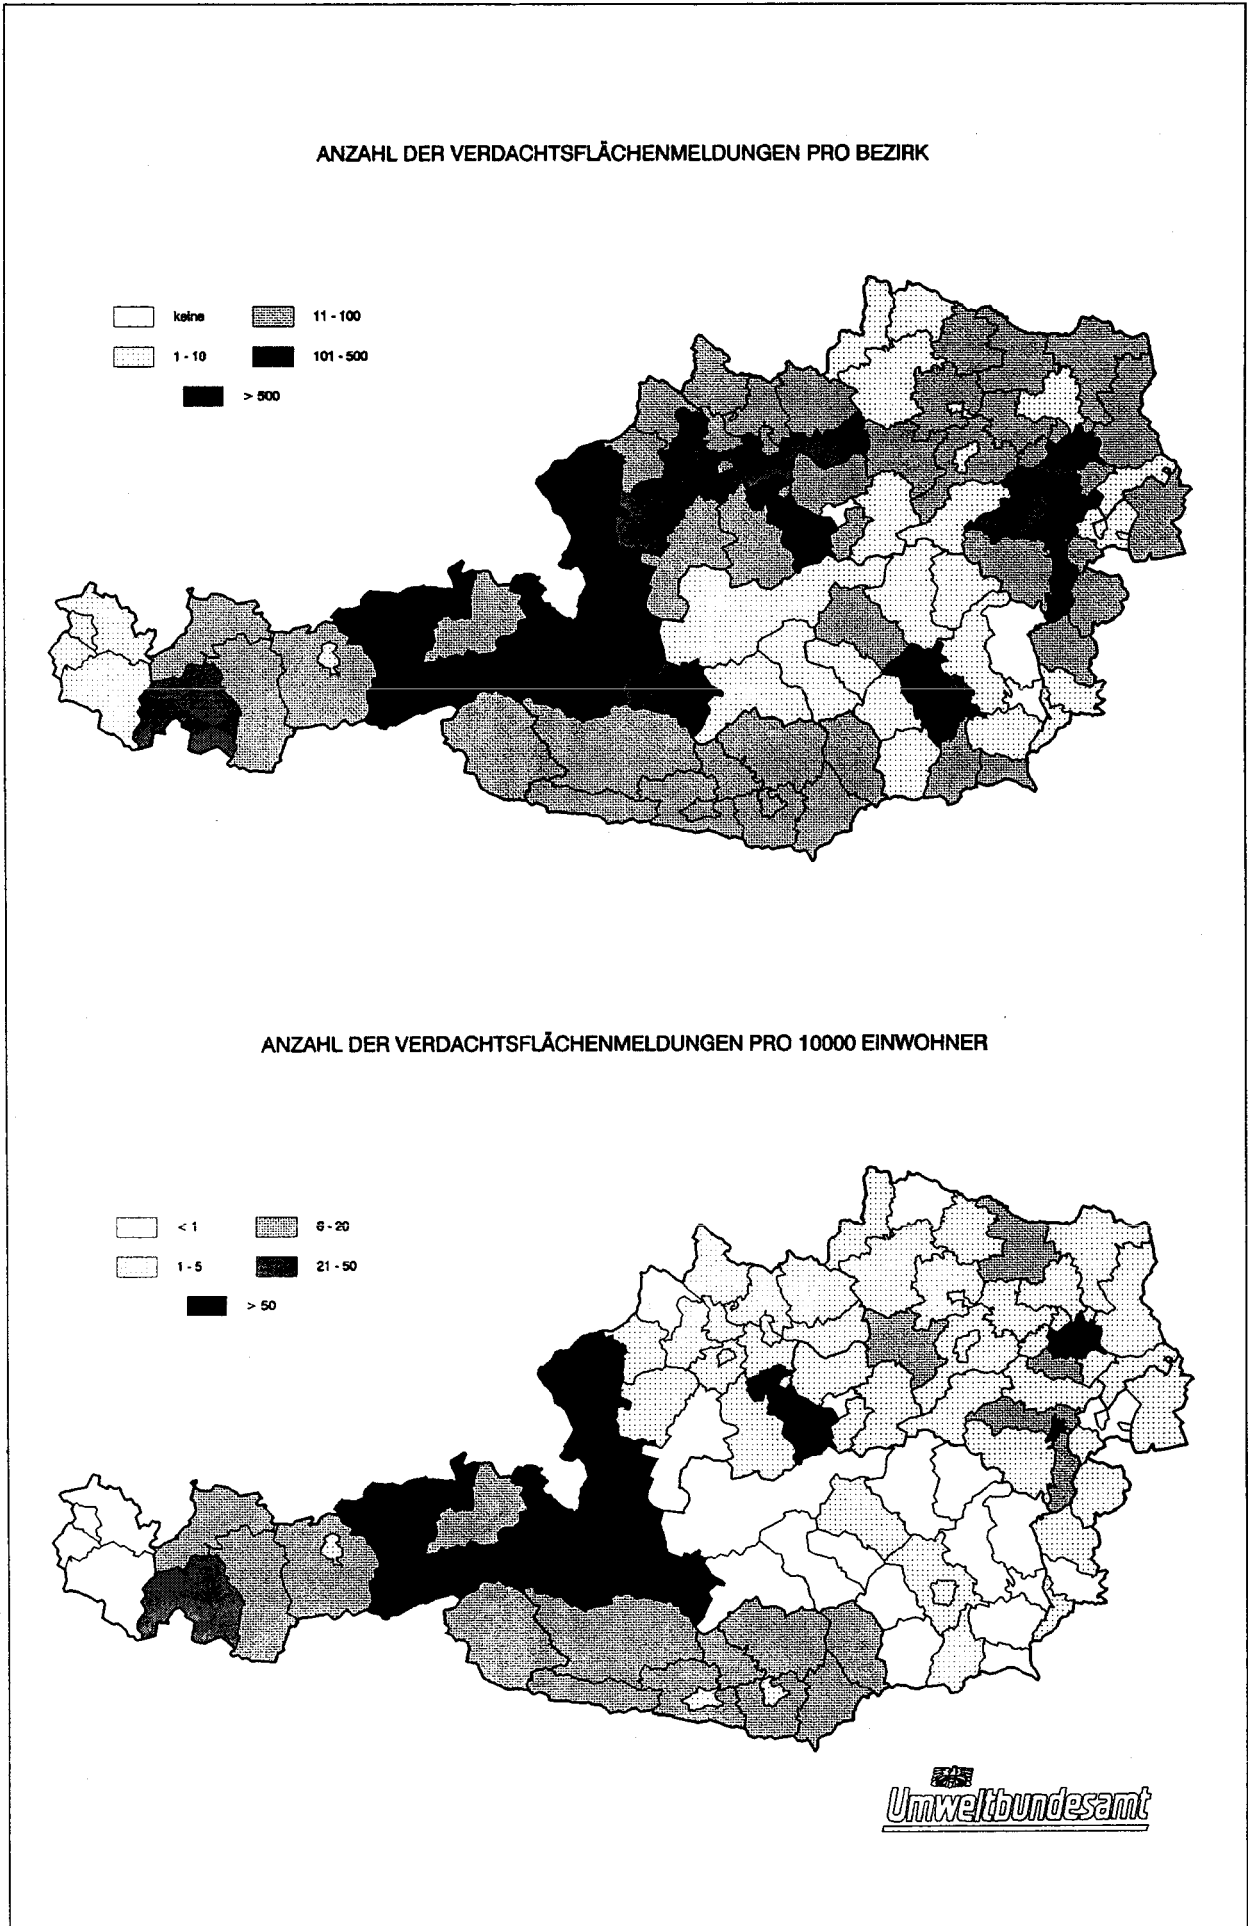 ANZAHL DER VERDACHTSFLÄCHENMELDUNGEN PRO BEZIRK
keine
11 - 100
1 - 10
101 - 500
> 500
ANZAHL DER VERDACHTSFLÄCHENMELDUNGEN PRO 10000 EINWOHNER
< 1
6 - 20
1 - 5
21 - 50
> 50
Umweltbundesamt